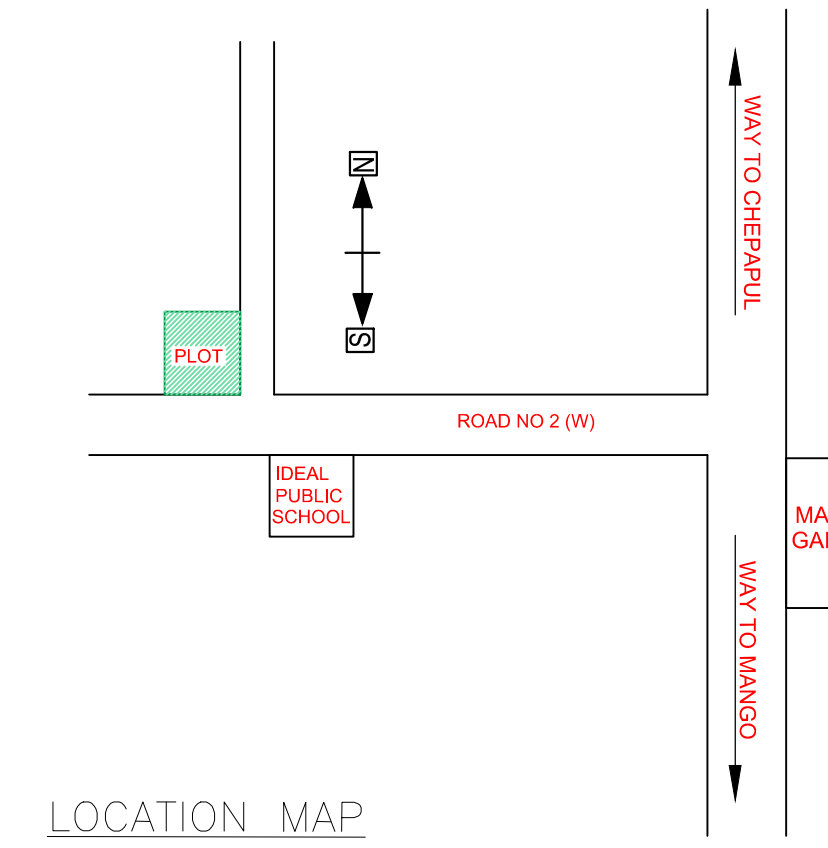 N
WAY TO CHEPAPUL
S
PLOT
ROAD NO 2 (W)
IDEAL
PUBLIC
SCHOOL
WAY TO MANGO
LOCATION MAP